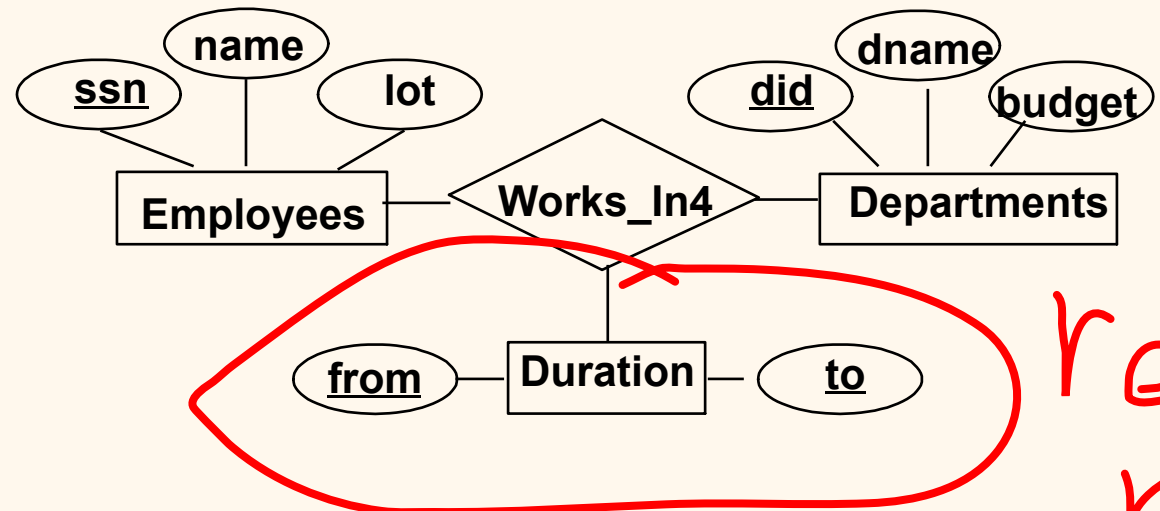 name
dname
ssn
lot
did
budget
Employees
Works_In4
Departments
from
Duration
to